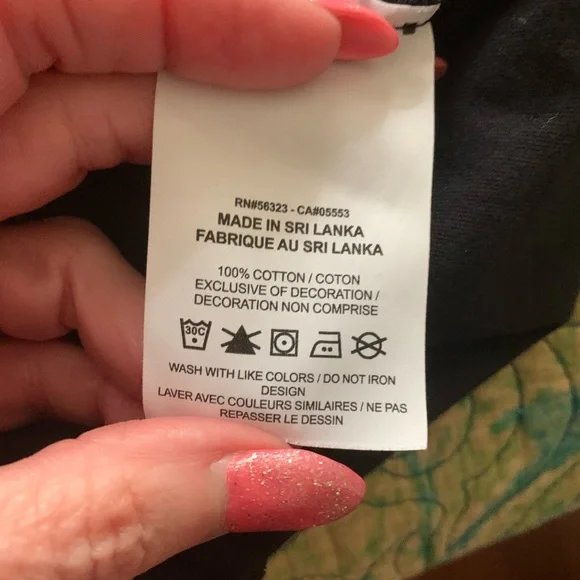 RN#56323 - CA#05553
MADE IN SRI LANKA
FABRIQUE AU SRI LANKA
100% COTTON / COTON
EXCLUSIVE OF DECORATION /
DECORATION NON COMPRISE
30C
WASH WITH LIKE COLORS / DO NOT IRON
DESIGN
LAVER AVEC COULEURS SIMILAIRES / NE PAS
REPASSER LE DESSIN